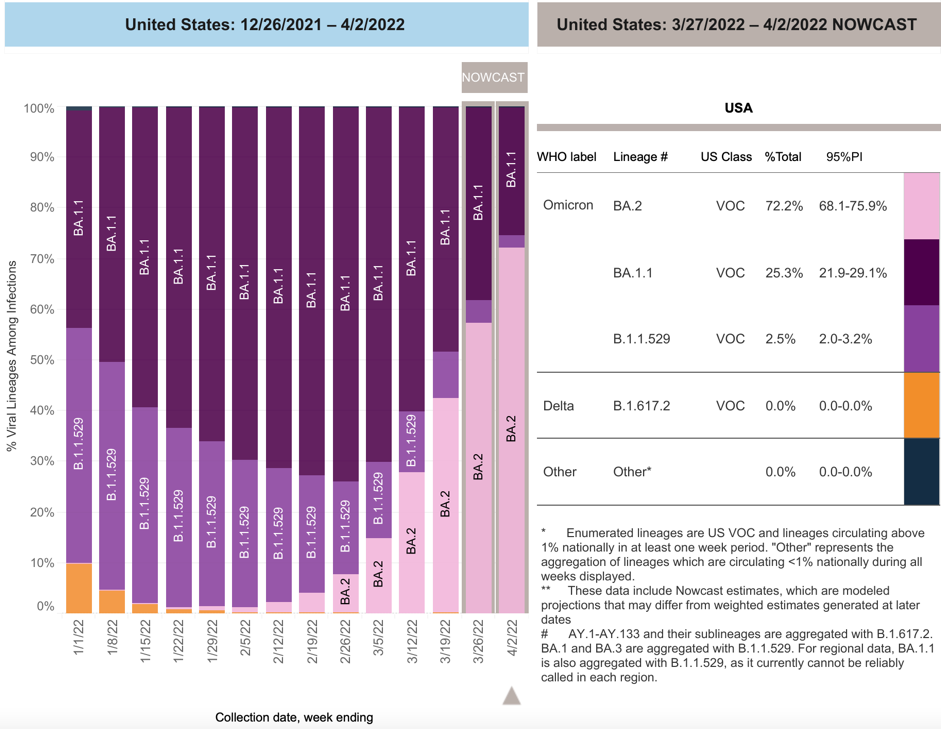 United States: 12/26/2021 – 4/2/2022
United States: 3/27/2022 – 4/2/2022 NOWCAST
NOWCAST
% Viral Lineages Among Infections
100%
90%
80%
70%
60%
50%
40%
30%
20%
10%
0%
BA.1.1
B.1.1.529
BA.1.1
B.1.1.529
BA.1.1
B.1.1.529
BA.1.1
B.1.1.529
BA.1.1
B.1.1.529
BA.1.1
B.1.1.529
BA.1.1
B.1.1.529
BA.1.1
B.1.1.529
BA.1.1
B.1.1.529
BA.2
BA.1.1
B.1.1.529
BA.2
BA.1.1
B.1.1.529
BA.2
BA.1.1
BA.2
BA.1.1
BA.2
BA.1.1
BA.2
1/1/22
1/8/22
1/15/22
1/22/22
1/29/22
2/5/22
2/12/22
2/19/22
2/26/22
3/5/22
3/12/22
3/19/22
3/26/22
4/2/22
Collection date, week ending
USA
WHO label Lineage # US Class %Total 95%PI
Omicron BA.2 VOC 72.2% 68.1-75.9%
BA.1.1 VOC 25.3% 21.9-29.1%
B.1.1.529 VOC 2.5% 2.0-3.2%
Delta B.1.617.2 VOC 0.0% 0.0-0.0%
Other Other* 0.0% 0.0-0.0%
* Enumerated lineages are US VOC and lineages circulating above
1% nationally in at least one week period. "Other" represents the
aggregation of lineages which are circulating <1% nationally during all
weeks displayed.
** These data include Nowcast estimates, which are modeled
projections that may differ from weighted estimates generated at later
dates
# AY.1-AY.133 and their sublineages are aggregated with B.1.617.2.
BA.1 and BA.3 are aggregated with B.1.1.529. For regional data, BA.1.1
is also aggregated with B.1.1.529, as it currently cannot be reliably
called in each region.